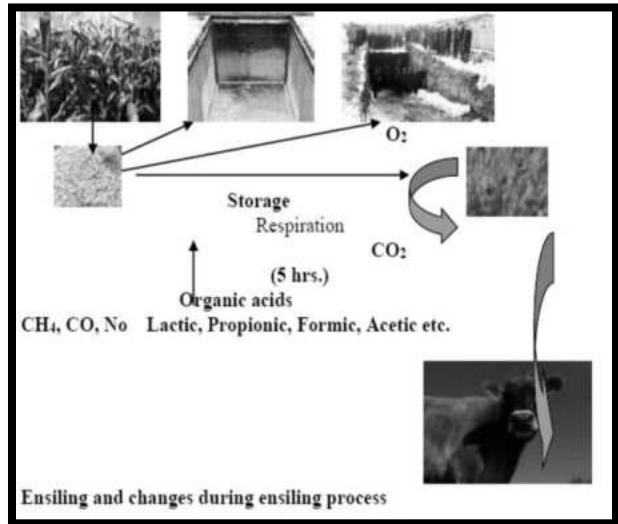 O₂
Storage
Respiration
CO₂
(5 hrs.)
Organic acids
CH₄, CO, No Lactic, Propionic, Formic, Acetic etc.
Ensiling and changes during ensiling process